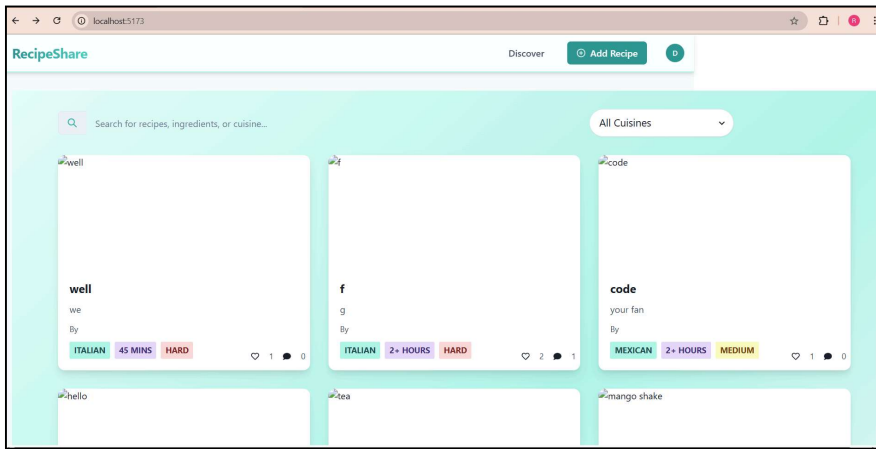 localhost:5173
B
RecipeShare
Discover
Add Recipe
D
Search for recipes, ingredients, or cuisine...
All Cuisines
well
f
code
well
f
code
we
g
your fan
By
By
By
ITALIAN 45 MINS HARD 1 0
ITALIAN 2+ HOURS HARD 2 1
MEXICAN 2+ HOURS MEDIUM 1 0
hello
tea
mango shake